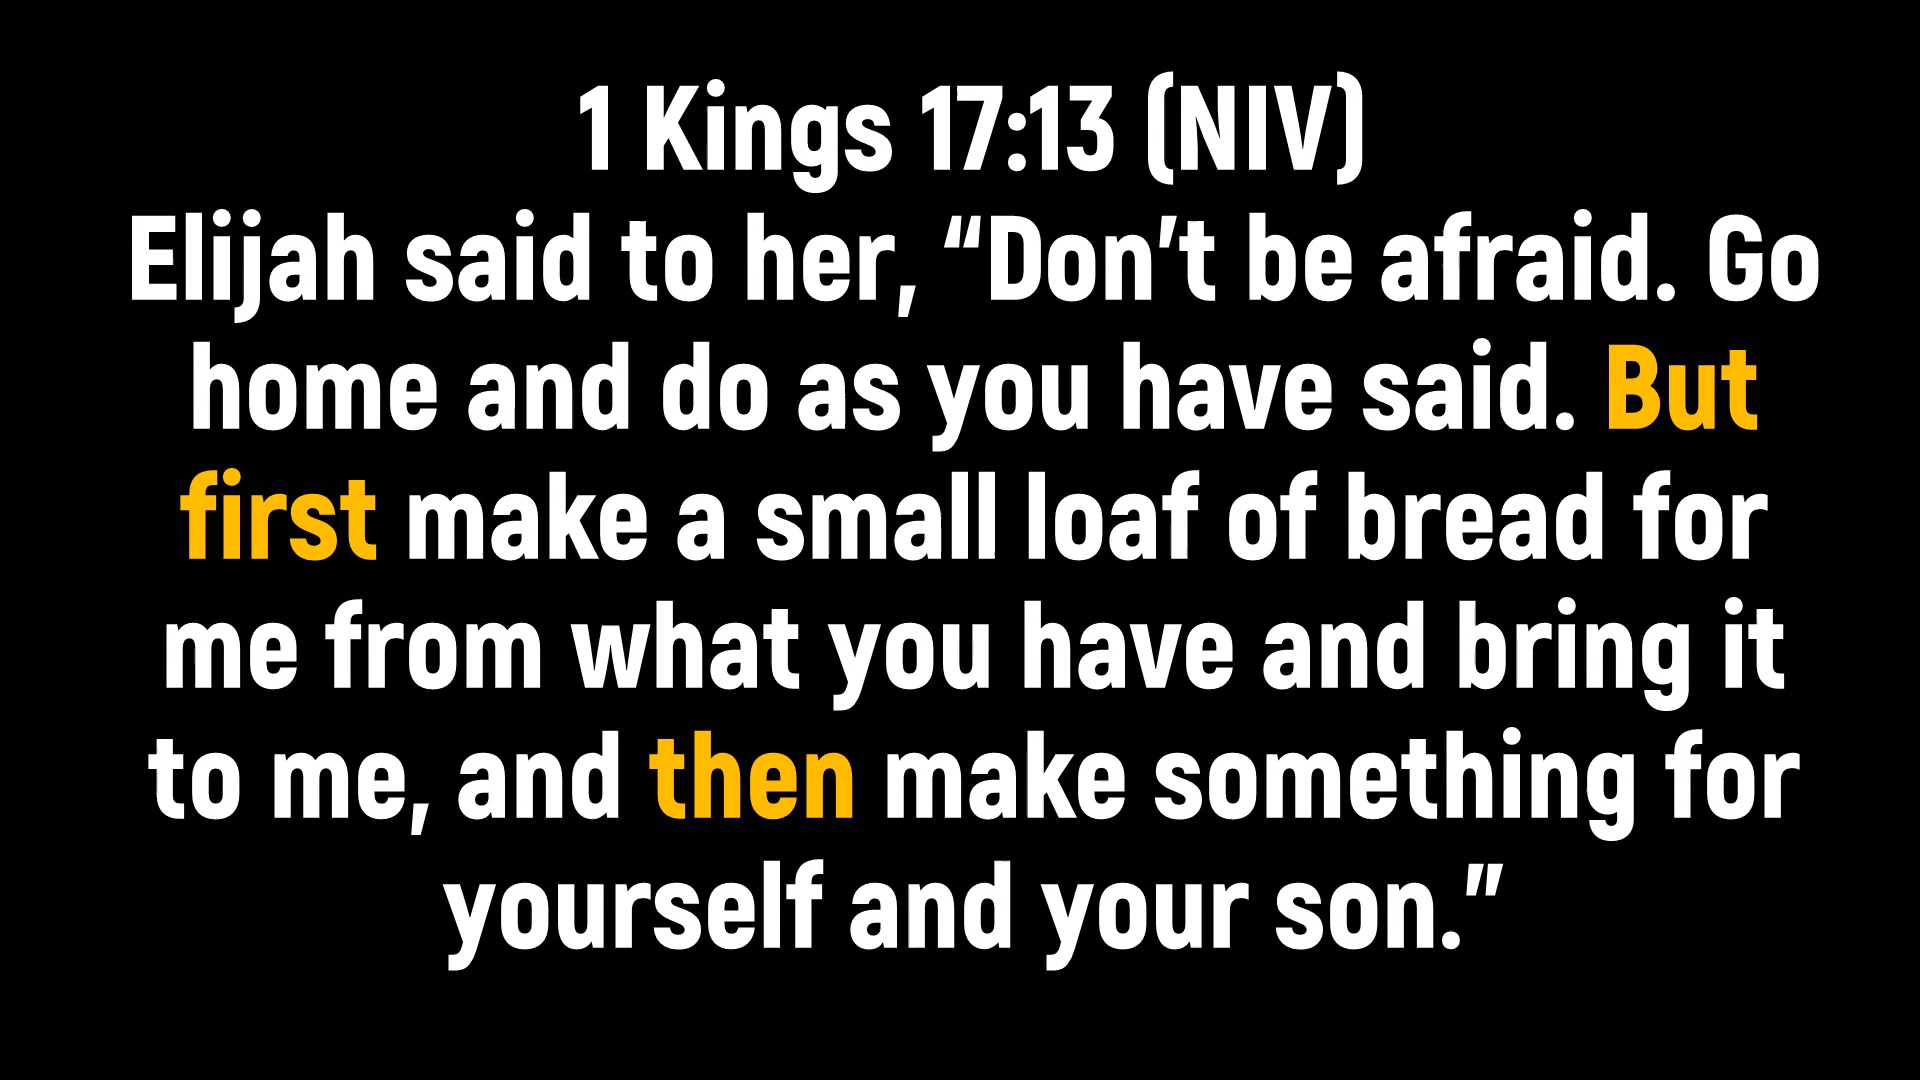 1 Kings 17:13 (NIV)
Elijah said to her, “Don’t be afraid. Go
home and do as you have said. But
first make a small loaf of bread for
me from what you have and bring it
to me, and then make something for
yourself and your son.”